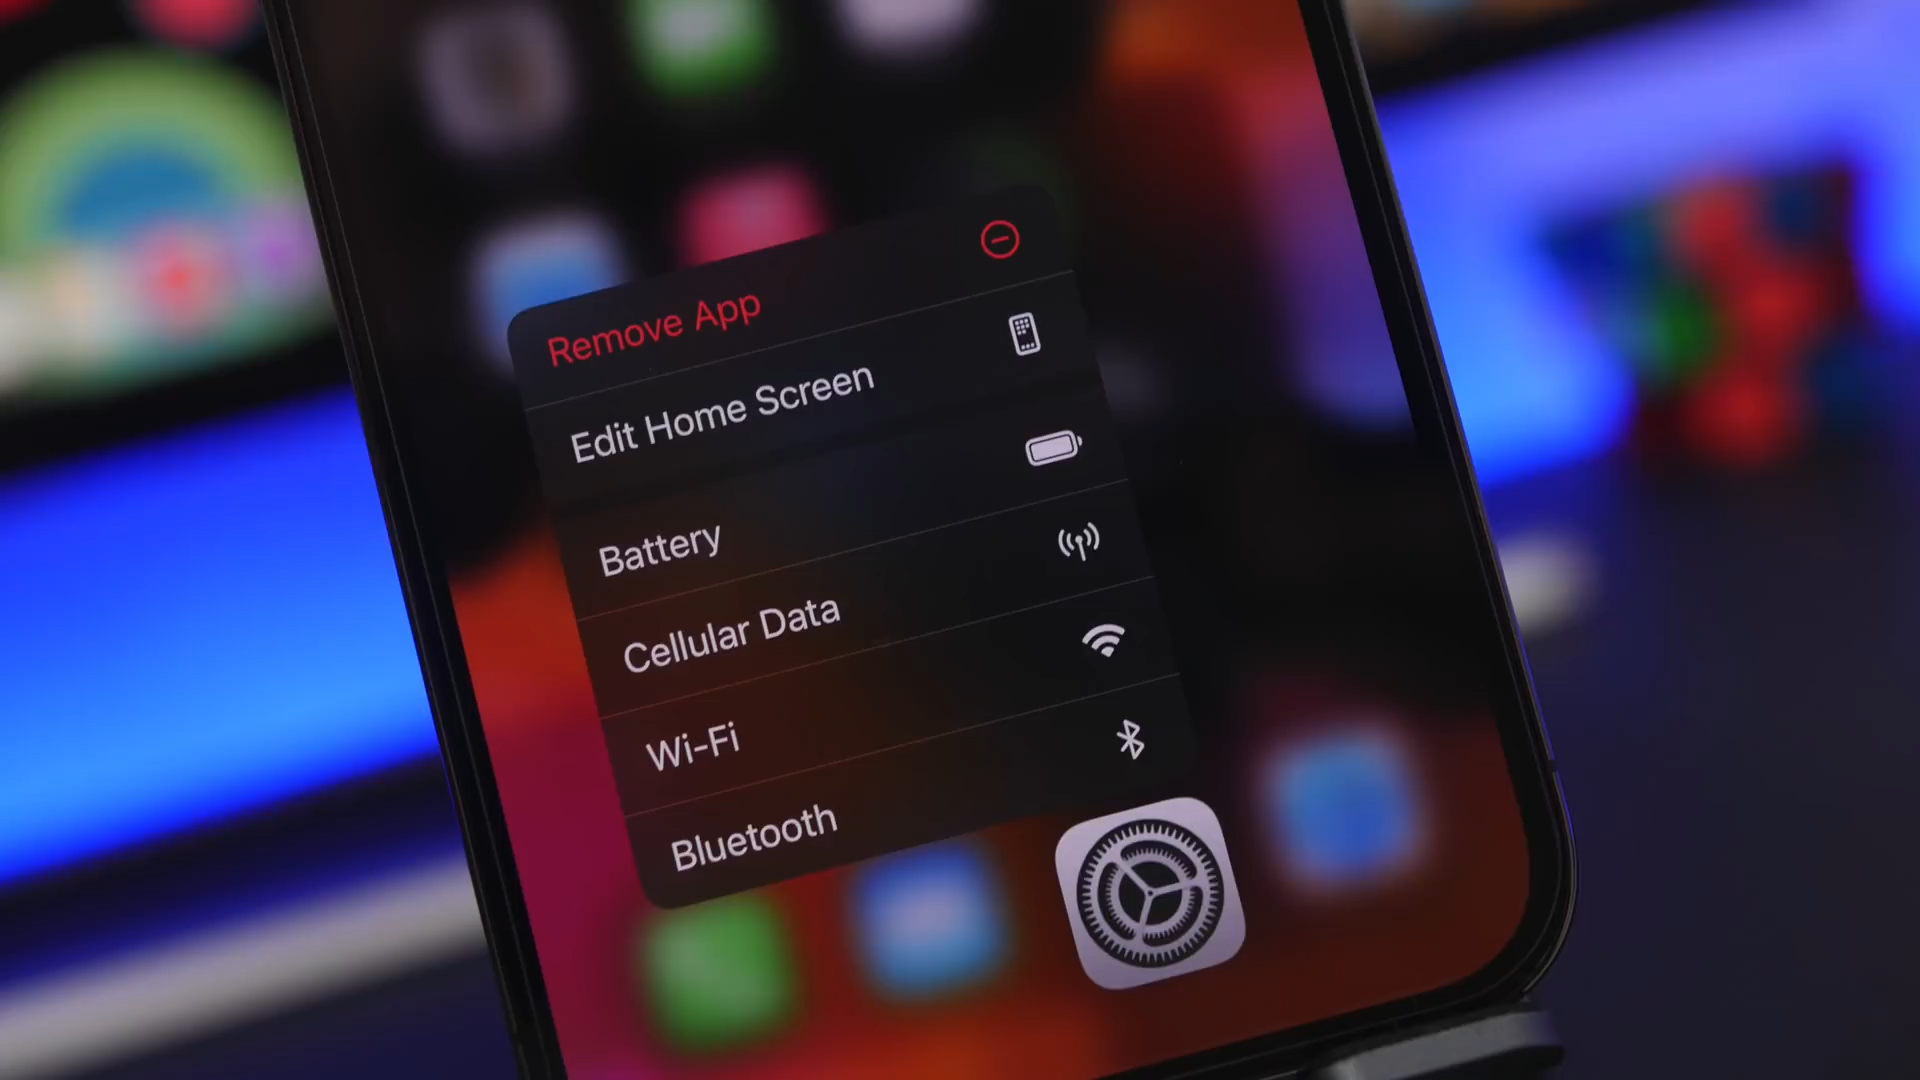 Remove App
Edit Home Screen
Battery
Cellular Data
Wi-Fi
Bluetooth